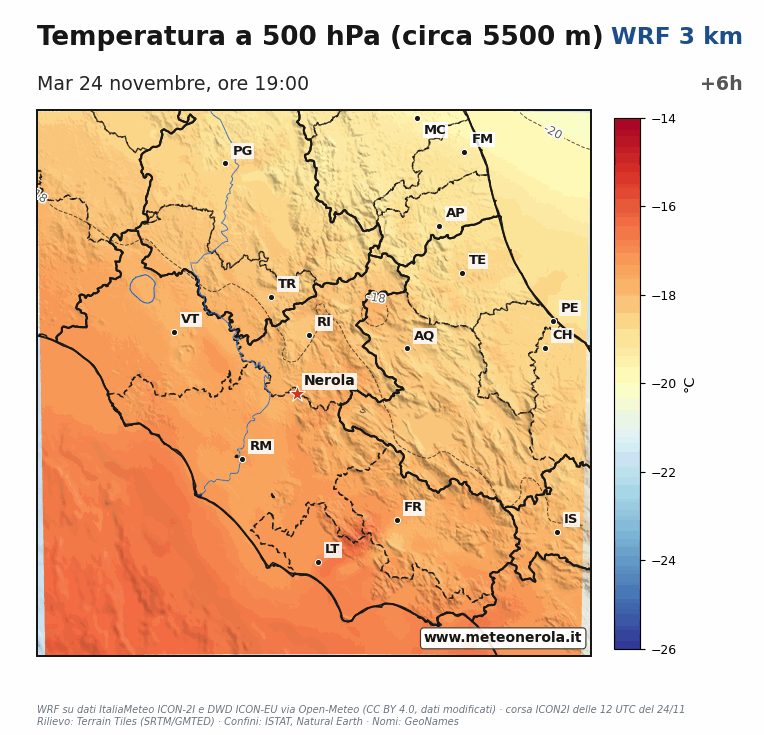 Temperatura a 500 hPa (circa 5500 m) WRF 3 km
Mar 24 novembre, ore 19:00 +6h
MC
FM
-20
PG
AP
TE
TR
-18
PE
VT
RI
AQ
CH
Nerola
RM
FR
IS
LT
www.meteonerola.it
−14
−16
−18
−20
−22
−24
−26
°C
WRF su dati ItaliaMeteo ICON-2I e DWD ICON-EU via Open-Meteo (CC BY 4.0, dati modificati) · corsa ICON2I delle 12 UTC del 24/11
Rilievo: Terrain Tiles (SRTM/GMTED) · Confini: ISTAT, Natural Earth · Nomi: GeoNames